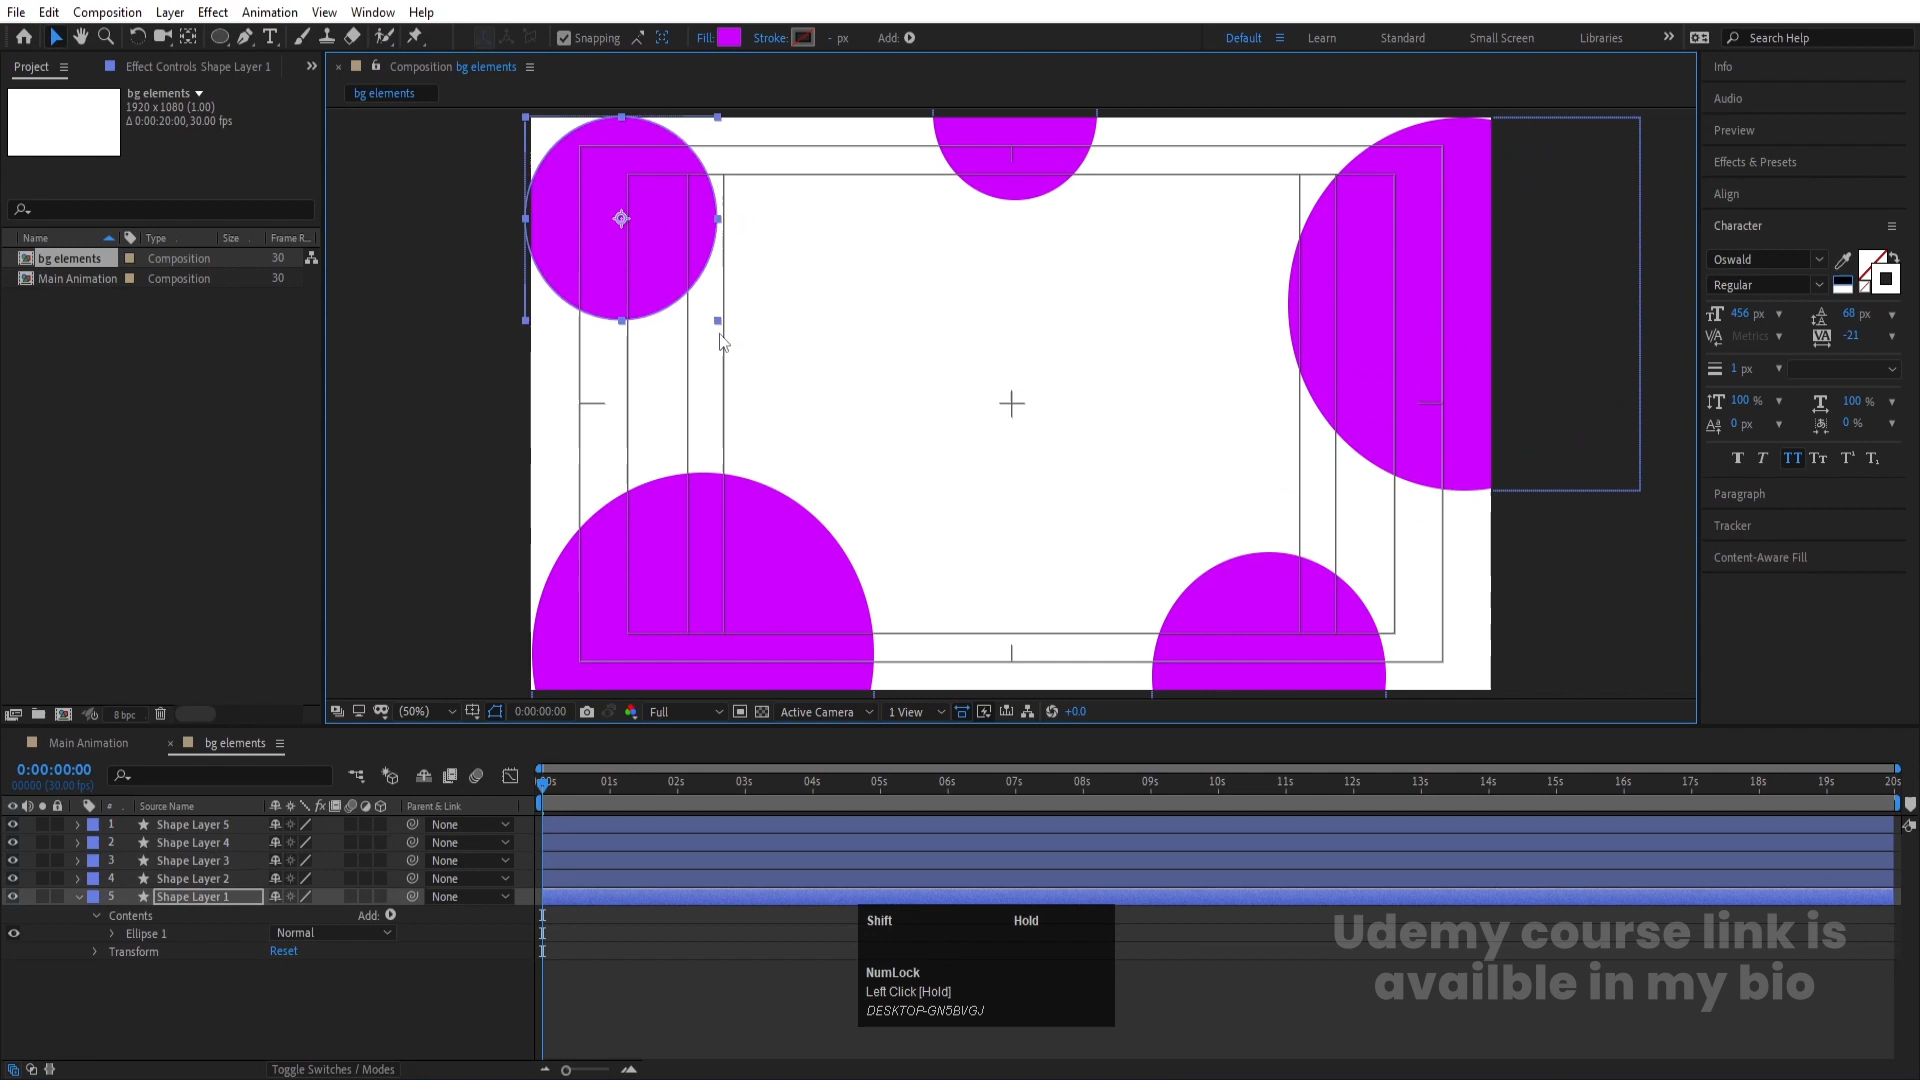 File Edit Composition Layer Effect Animation View Window Help
Snapping Fill: Stroke: - px Add: Default Learn Standard Small Screen Libraries Search Help
Project Effect Controls Shape Layer 1
Composition bg elements
bg elements
bg elements
1920 x 1080 (1.00)
Δ 0:00:20:00, 30.00 fps
Name Type Size Frame R...
bg elements Composition 30
Main Animation Composition 30
8 bpc
(50%) 0:00:00:00 Full Active Camera 1 View +0.0
Info
Audio
Preview
Effects & Presets
Align
Character
Oswald
Regular
456 px 68 px
Metrics -21
1 px
100 % 100 %
0 px 0 %
Paragraph
Tracker
Content-Aware Fill
Main Animation bg elements
0:00:00:00
00000 (30.00 fps)
01s 02s 03s 04s 05s 06s 07s 08s 09s 10s 11s 12s 13s 14s 15s 16s 17s 18s 19s 20s
# Source Name Parent & Link
1 Shape Layer 5 None
2 Shape Layer 4 None
3 Shape Layer 3 None
4 Shape Layer 2 None
5 Shape Layer 1 None
Contents Add:
Ellipse 1 Normal
Transform Reset
Shift Hold
NumLock
Left Click [Hold]
DESKTOP-GN5BVGJ
Udemy course link is
availble in my bio
Toggle Switches / Modes